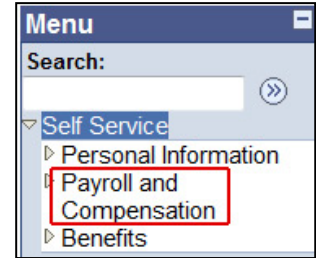 Menu
Search:
Self Service
Personal Information
Payroll and
Compensation
Benefits